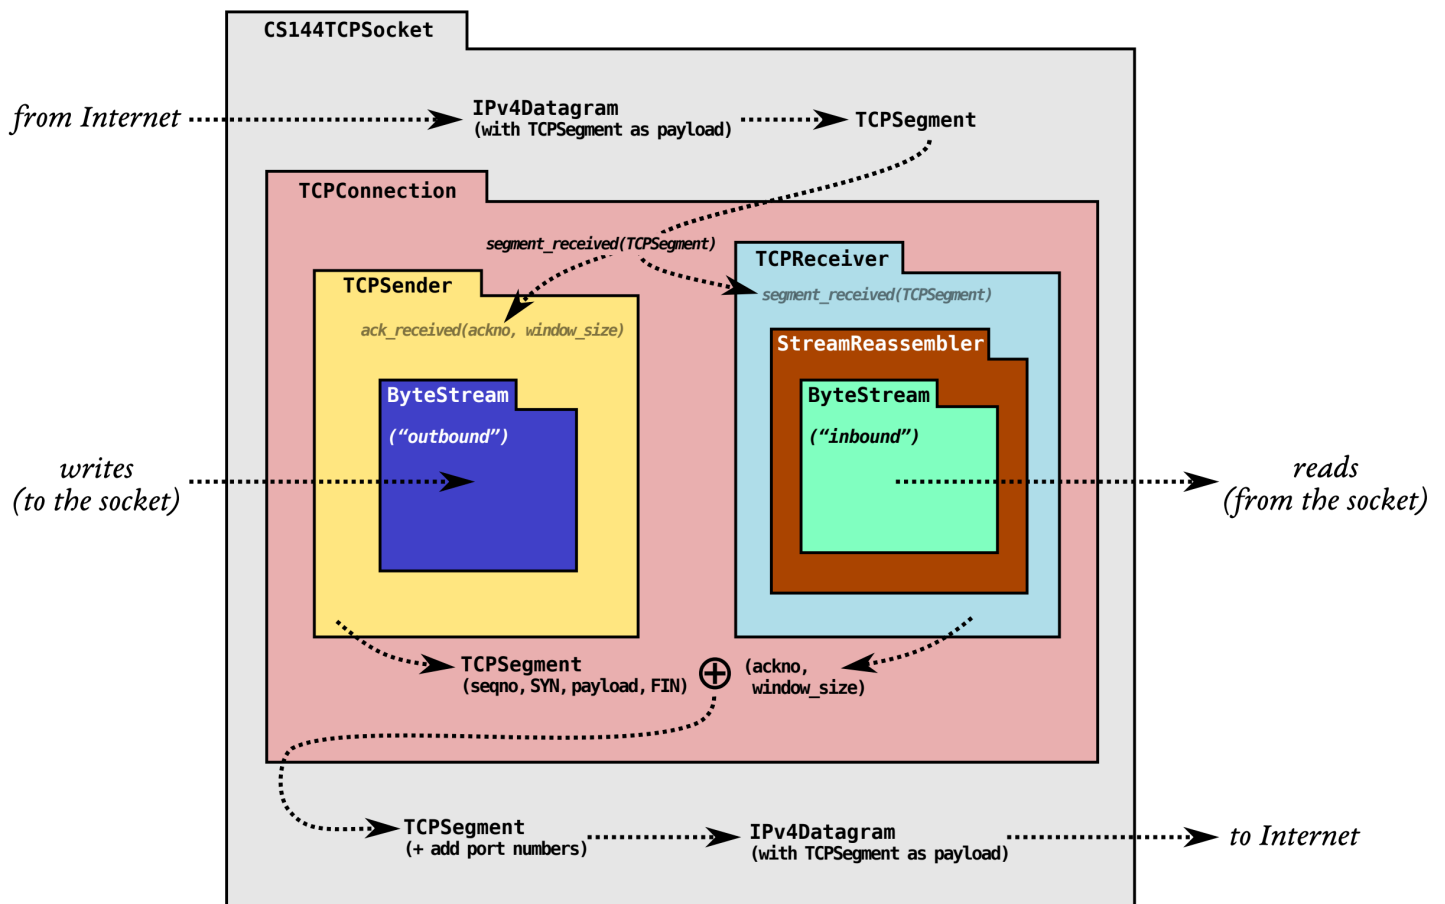 CS144TCPSocket
from Internet
IPv4Datagram
(with TCPSegment as payload)
TCPSegment
TCPConnection
segment_received(TCPSegment)
TCPSender
ack_received(ackno, window_size)
ByteStream
(“outbound”)
TCPReceiver
segment_received(TCPSegment)
StreamReassembler
ByteStream
(“inbound”)
writes
(to the socket)
reads
(from the socket)
TCPSegment
(seqno, SYN, payload, FIN)
(ackno,
window_size)
TCPSegment
(+ add port numbers)
IPv4Datagram
(with TCPSegment as payload)
to Internet